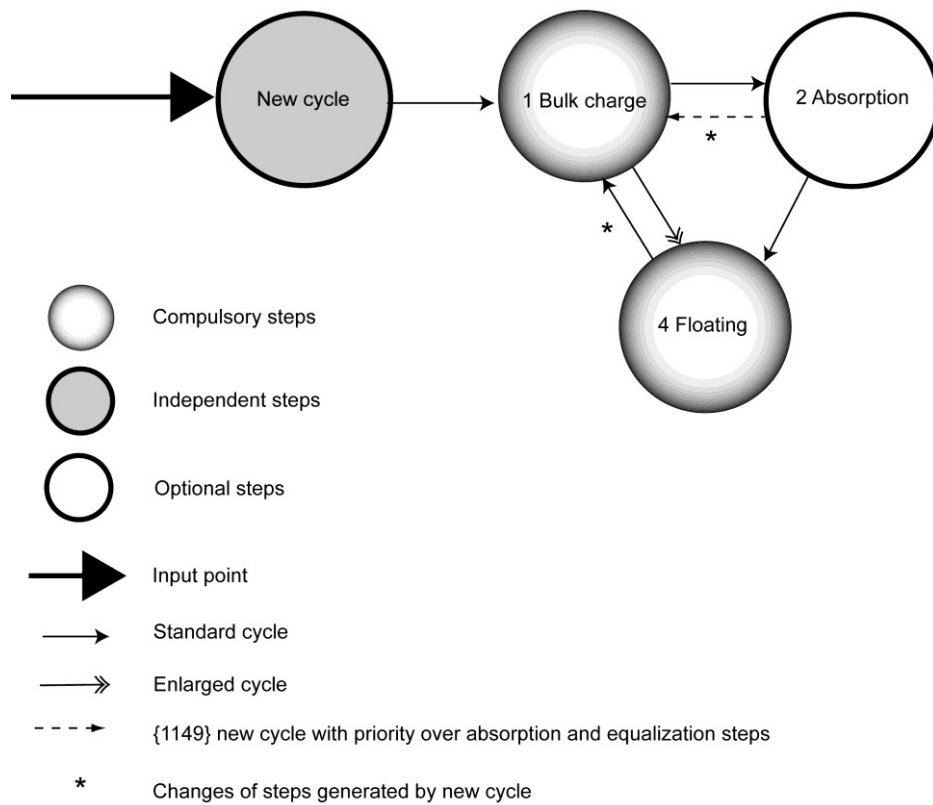 New cycle
1 Bulk charge
2 Absorption
*
*
4 Floating
Compulsory steps
Independent steps
Optional steps
Input point
Standard cycle
Enlarged cycle
{1149} new cycle with priority over absorption and equalization steps
* Changes of steps generated by new cycle